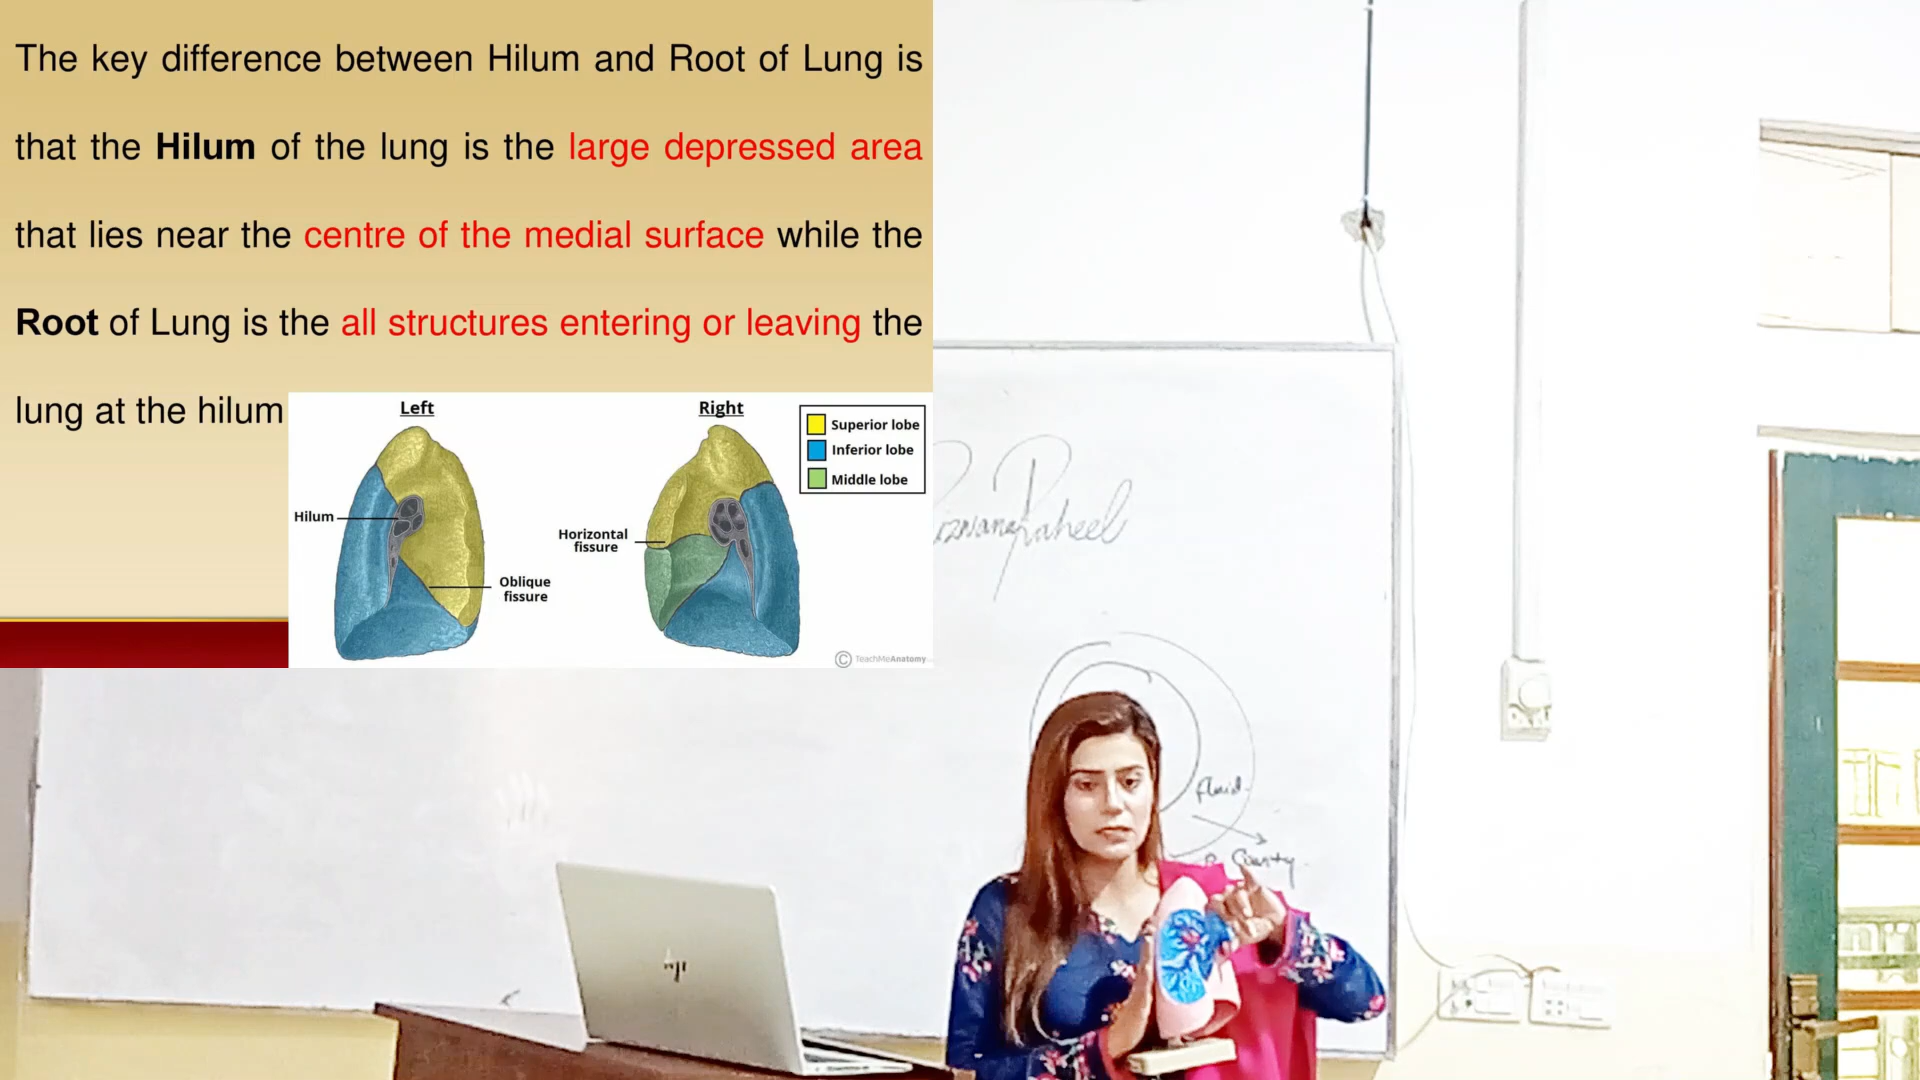 The key difference between Hilum and Root of Lung is
that the Hilum of the lung is the large depressed area
that lies near the centre of the medial surface while the
Root of Lung is the all structures entering or leaving the
lung at the hilum
Left
Right
Superior lobe
Inferior lobe
Middle lobe
Hilum
Horizontal
fissure
Oblique
fissure
© TeachMeAnatomy
Raheel
fluid
Cavity
hp